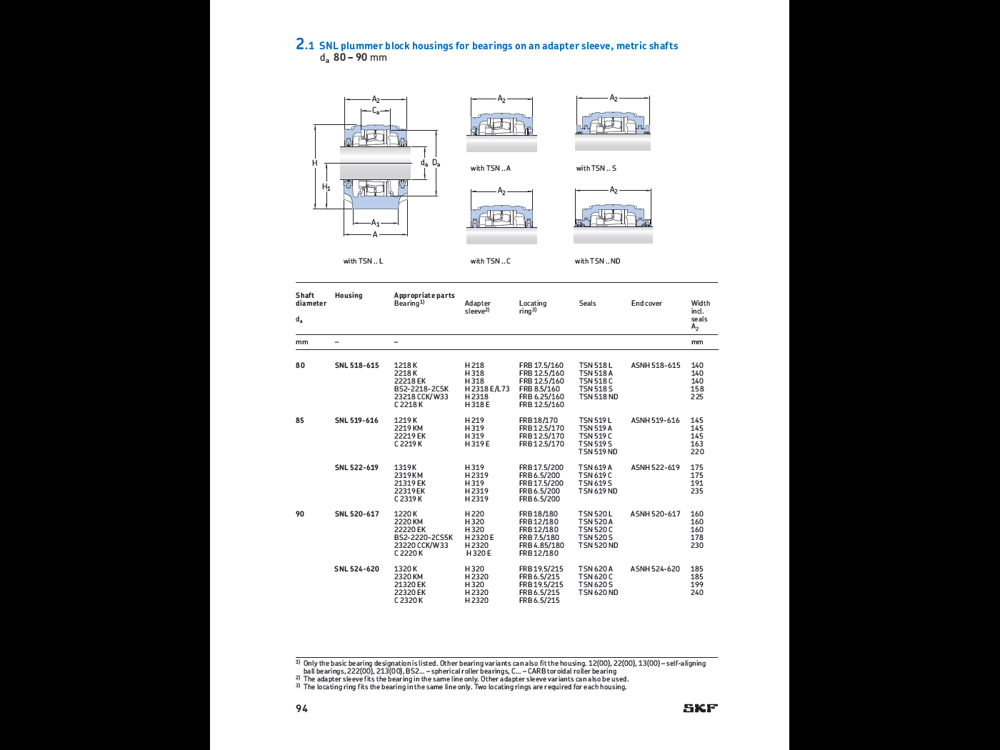 2.1 SNL plummer block housings for bearings on an adapter sleeve, metric shafts
da 80 – 90 mm
A2
Ca
H
H1
da Da
A1
A
with TSN .. L
A2
with TSN .. A
A2
with TSN .. S
A2
with TSN .. C
A2
with TSN .. ND
Shaft Housing Appropriate parts
diameter Bearing1) Adapter Locating Seals End cover Width
sleeve2) ring3) incl.
da seals
A2
mm – – mm
80 SNL 518-615 1218 K H 218 FRB 17.5/160 TSN 518 L ASNH 518-615 140
2218 K H 318 FRB 12.5/160 TSN 518 A 140
22218 EK H 318 FRB 12.5/160 TSN 518 C 140
BS2-2218-2CSK H 2318 E/L73 FRB 8.5/160 TSN 518 S 158
23218 CCK/W33 H 2318 FRB 6.25/160 TSN 518 ND 225
C 2218 K H 318 E FRB 12.5/160
85 SNL 519-616 1219 K H 219 FRB 18/170 TSN 519 L ASNH 519-616 145
2219 KM H 319 FRB 12.5/170 TSN 519 A 145
22219 EK H 319 FRB 12.5/170 TSN 519 C 145
C 2219 K H 319 E FRB 12.5/170 TSN 519 S 163
TSN 519 ND 220
SNL 522-619 1319 K H 319 FRB 17.5/200 TSN 619 A ASNH 522-619 175
2319 KM H 2319 FRB 6.5/200 TSN 619 C 175
21319 EK H 319 FRB 17.5/200 TSN 619 S 191
22319 EK H 2319 FRB 6.5/200 TSN 619 ND 235
C 2319 K H 2319 FRB 6.5/200
90 SNL 520-617 1220 K H 220 FRB 18/180 TSN 520 L ASNH 520-617 160
2220 KM H 320 FRB 12/180 TSN 520 A 160
22220 EK H 320 FRB 12/180 TSN 520 C 160
BS2-2220-2CS5K H 2320 E FRB 7.5/180 TSN 520 S 178
23220 CCK/W33 H 2320 FRB 4.85/180 TSN 520 ND 230
C 2220 K H 320 E FRB 12/180
SNL 524-620 1320 K H 320 FRB 19.5/215 TSN 620 A ASNH 524-620 185
2320 KM H 2320 FRB 6.5/215 TSN 620 C 185
21320 EK H 320 FRB 19.5/215 TSN 620 S 199
22320 EK H 2320 FRB 6.5/215 TSN 620 ND 240
C 2320 K H 2320 FRB 6.5/215
1) Only the basic bearing designation is listed. Other bearing variants can also fit the housing. 12(00), 22(00), 13(00) – self-aligning
ball bearings, 222(00), 213(00), BS2... – spherical roller bearings, C... – CARB toroidal roller bearing
2) The adapter sleeve fits the bearing in the same line only. Other adapter sleeve variants can also be used.
3) The locating ring fits the bearing in the same line only. Two locating rings are required for each housing.
94 SKF